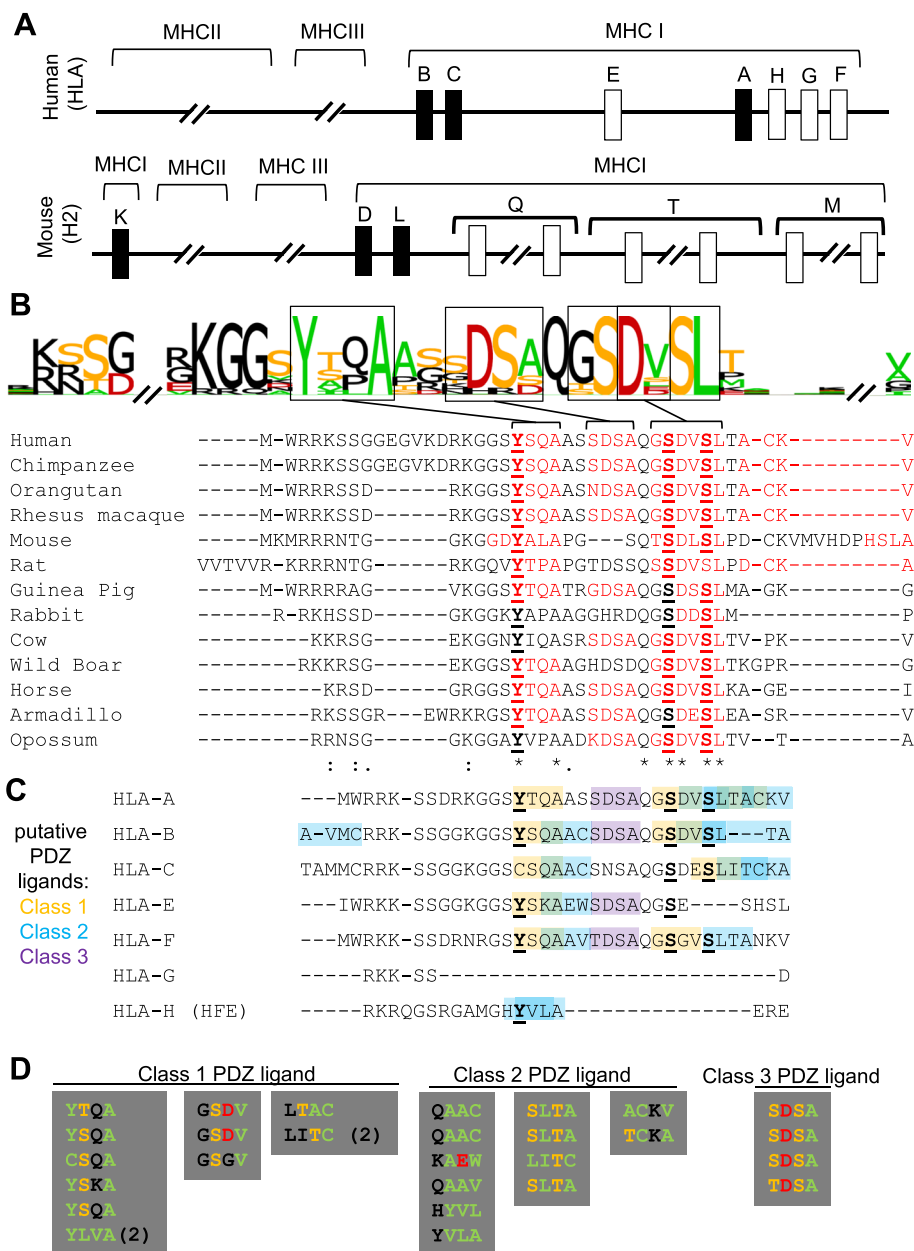 A
MHCII MHCIII MHC I
Human (HLA)
B C E A H G F
MHCI MHCII MHC III MHCI
Mouse (H2)
K D L Q T M
B
Human -----M-WRRKSSGGEGVKDRKGGSYSQAASSDSAQGSDVSLTA-CK---------V
Chimpanzee -----M-WRRKSSGGEGVKDRKGGSYSQAASSDSAQGSDVSLTA-CK---------V
Orangutan -----M-WRRRSSD------RKGGSYSQAASNDSAQGSDVSLTA-CK---------V
Rhesus macaque -----M-WRRKSSD------RKGGSYSQAASSDSAQGSDVSLTA-CK---------V
Mouse -----MKMRRRNTG------GKGGDYALAPG---SQTSDLSLPD-CKVMVHDPHSLA
Rat VVTVVR-KRRRNTG------GKGQVYTPAPGTDSSQSSDVSLPD-CK---------A
Guinea Pig -----M-WRRMRAG------VKGGSYTQATRGDSAQGSDSSLM--------------G
Rabbit ------R-RKHSSD------GKGGKYAPAAGGHRDQGSDDSLM--------------P
Cow ---------KKRSG------EKGGNYIQASRSDSAQGSDVSLTV-PK---------V
Wild Boar --------RKKRSG------EKGGSYTQAAGHDSDQGSDVSLTKGPR---------G
Horse ----------KRSD------GRGGSYTQAASSDSAQGSDVSLKA-GE---------I
Armadillo ---------RKSSGR---EWRKRGSYTQAASSDSAQGSDESLEA-SR---------V
Opossum ----------RRNSG-----GKGGAYVPAADKDSAQGSDVSLTV--T---------A
: :. : * *. * ** **
C
putative PDZ ligands:
Class 1
Class 2
Class 3
HLA-A ---MWRRK-SSDRKGGSYTQAASSDSAQGSDVSLTACKV
HLA-B A-VMCRRK-SSGGKGGSYSQAACSDSAQGSDVSL---TA
HLA-C TAMMCRRK-SSGGKGGSCSQAACSNSAQGSDESLITCKA
HLA-E ---IWRKK-SSGGKGGSYSKAEWSDSAQGSE----SHSL
HLA-F ---MWRKK-SSDRNRGSYSQAAVTDSAQGSGVSLTANKV
HLA-G ----RKK-SS-----------------------------D
HLA-H (HFE) ----RKRQGSRGAMGHYVLA---------------ERE
D
Class 1 PDZ ligand Class 2 PDZ ligand Class 3 PDZ ligand
YTQA GSDV LTAC QAAC SLTA ACKV SDSA
YSQA GSDV LITC (2) QAAC SLTA TCKA SDSA
CSQA GSGV KAEW LITC SDSA
YSKA QAAV SLTA TDSA
YSQA HYVL
YLVA(2) YVLA